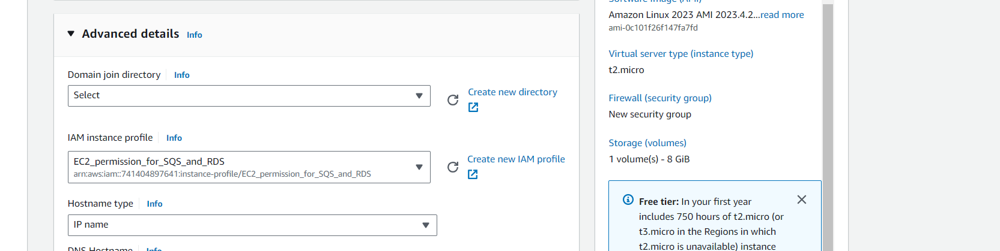 Advanced details Info
Domain join directory Info
Select
Create new directory
IAM instance profile Info
EC2_permission_for_SQS_and_RDS
arn:aws:iam::741404897641:instance-profile/EC2_permission_for_SQS_and_RDS
Create new IAM profile
Hostname type Info
IP name
DNS Hostname Info
Software Image (AMI)
Amazon Linux 2023 AMI 2023.4.2...read more
ami-0c101f26f147fa7fd
Virtual server type (instance type)
t2.micro
Firewall (security group)
New security group
Storage (volumes)
1 volume(s) - 8 GiB
Free tier: In your first year
includes 750 hours of t2.micro (or
t3.micro in the Regions in which
t2.micro is unavailable) instance